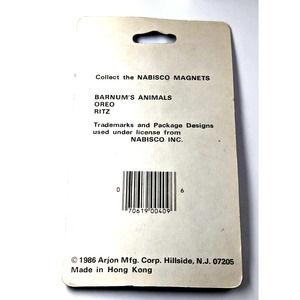 Collect the NABISCO MAGNETS
BARNUM'S ANIMALS
OREO
RITZ
Trademarks and Package Designs
used under license from
NABISCO INC.
0 6
70619 00409
© 1986 Arjon Mfg. Corp. Hillside, N.J. 07205
Made in Hong Kong